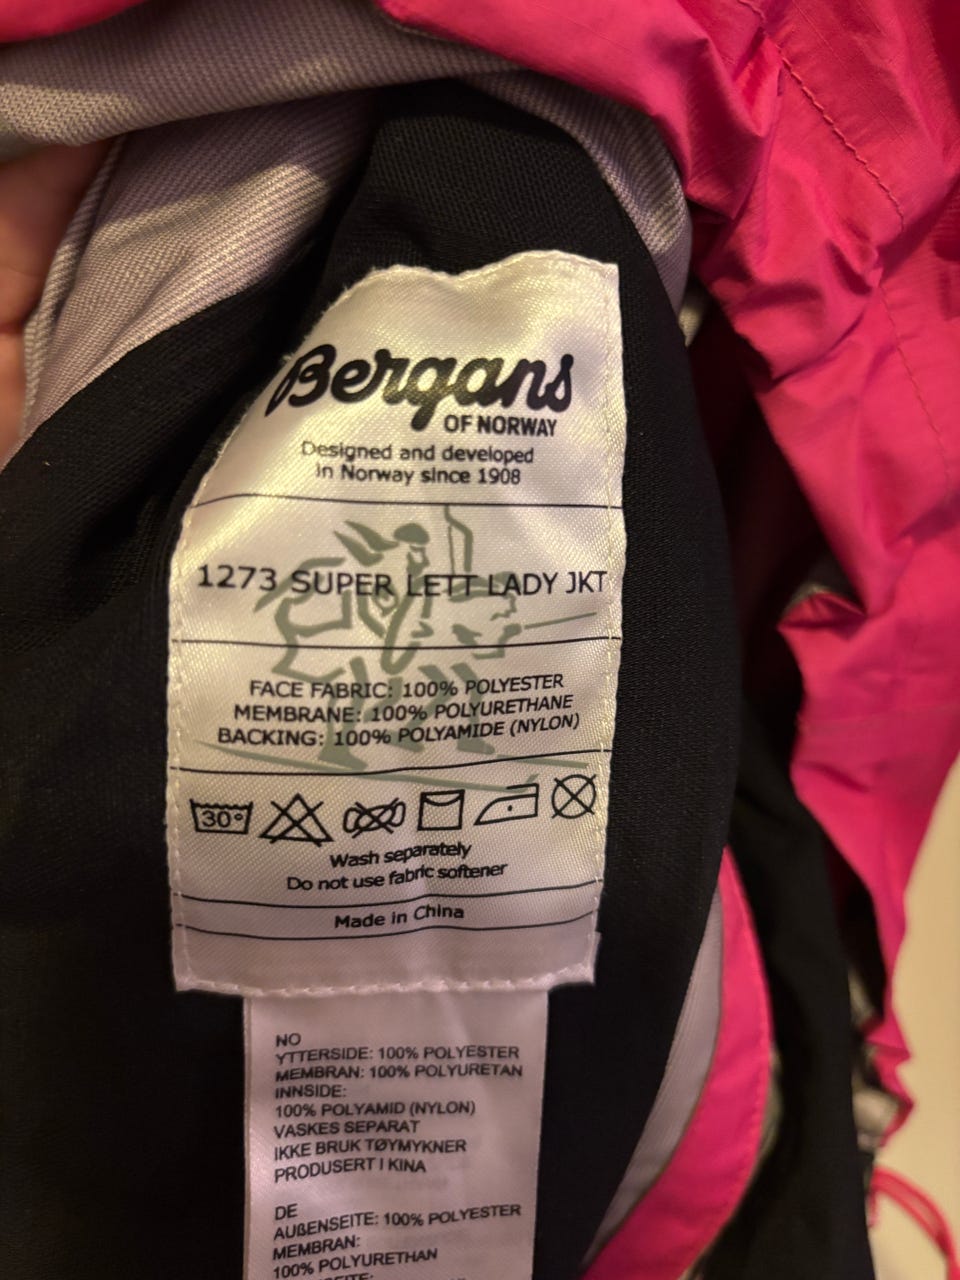 Bergans
OF NORWAY
Designed and developed
in Norway since 1908
1273 SUPER LETT LADY JKT
FACE FABRIC: 100% POLYESTER
MEMBRANE: 100% POLYURETHANE
BACKING: 100% POLYAMIDE (NYLON)
30°
Wash separately
Do not use fabric softener
Made in China
NO
YTTERSIDE: 100% POLYESTER
MEMBRAN: 100% POLYURETAN
INNSIDE:
100% POLYAMID (NYLON)
VASKES SEPARAT
IKKE BRUK TØYMYKNER
PRODUSERT I KINA
DE
AUßENSEITE: 100% POLYESTER
MEMBRAN:
100% POLYURETHAN